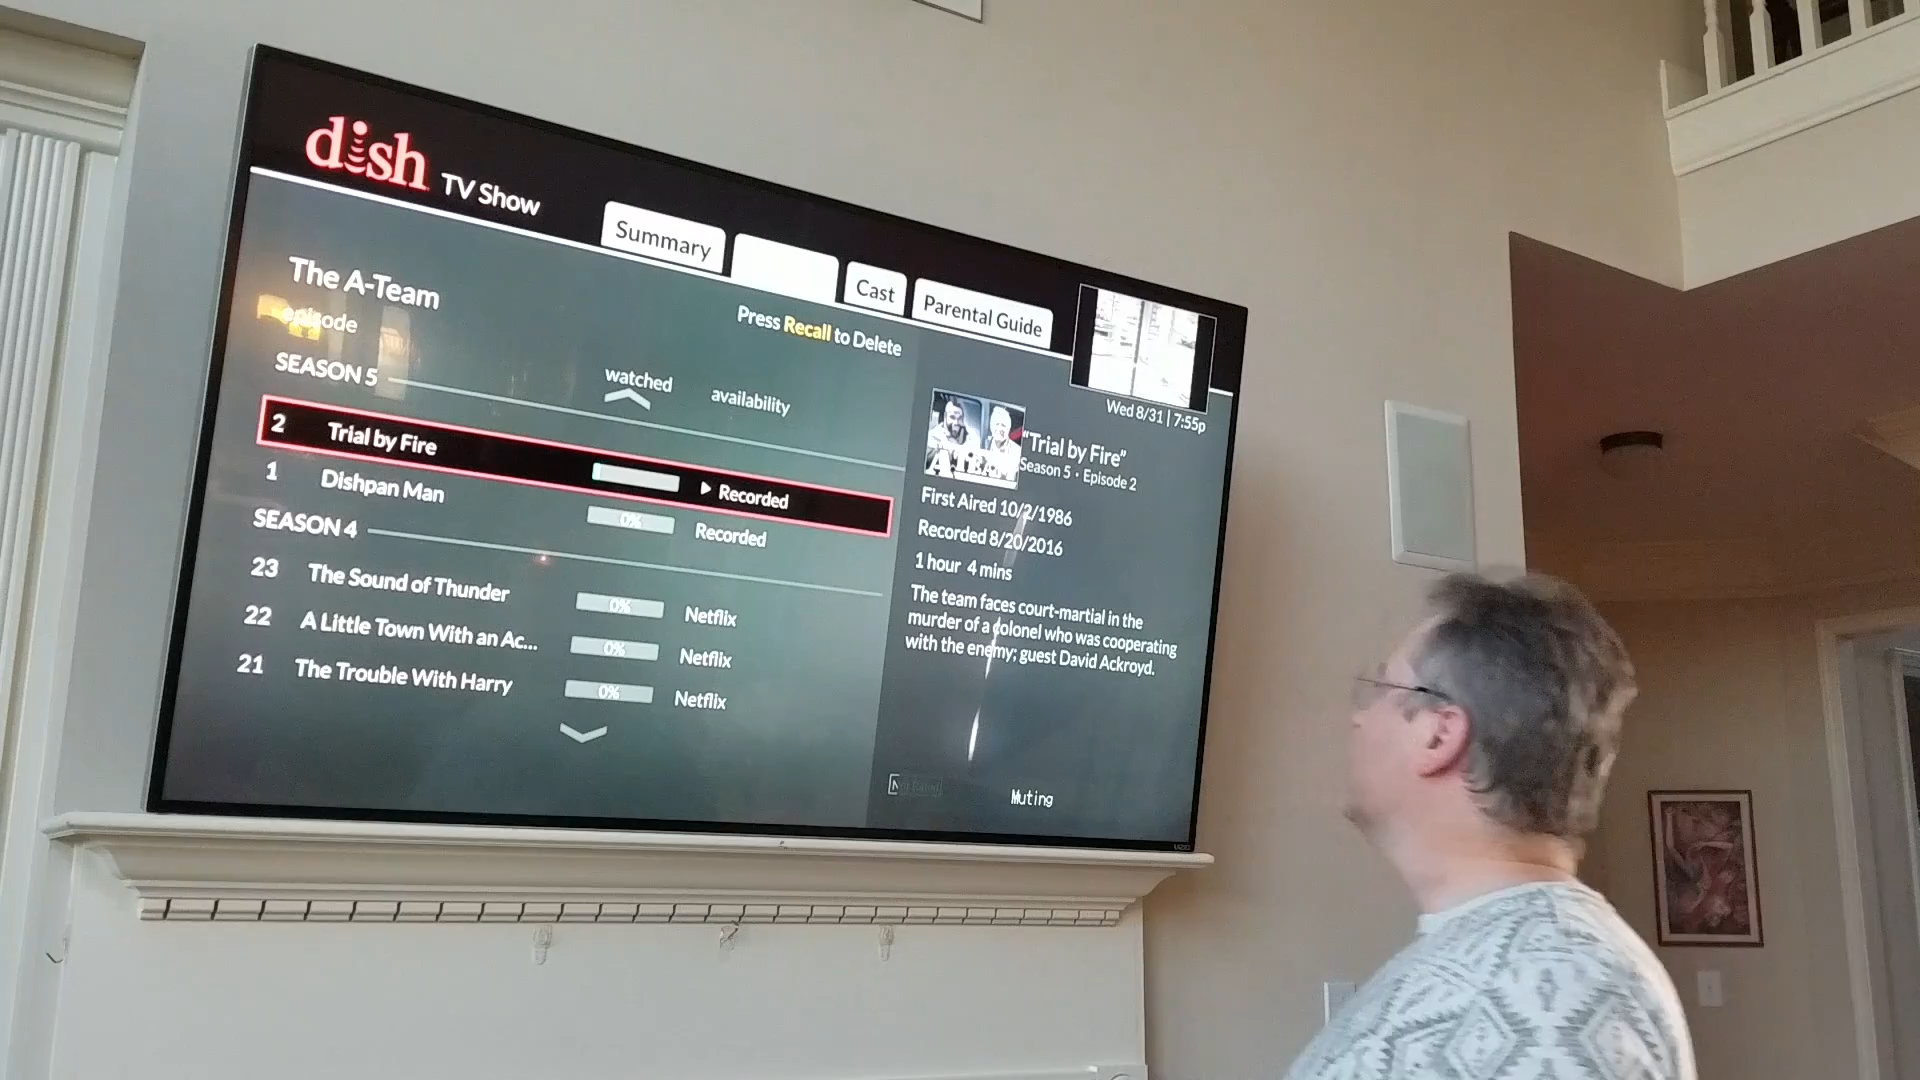 dish TV Show
Summary
Cast
Parental Guide
The A-Team
episode
Press Recall to Delete
SEASON 5
watched
availability
2 Trial by Fire ▶ Recorded
1 Dishpan Man 0% Recorded
SEASON 4
23 The Sound of Thunder 0% Netflix
22 A Little Town With an Ac... 0% Netflix
21 The Trouble With Harry 0% Netflix
Wed 8/31 | 7:55p
A-TEAM
"Trial by Fire"
Season 5 · Episode 2
First Aired 10/2/1986
Recorded 8/20/2016
1 hour 4 mins
The team faces court-martial in the
murder of a colonel who was cooperating
with the enemy; guest David Ackroyd.
Muting
VIZIO